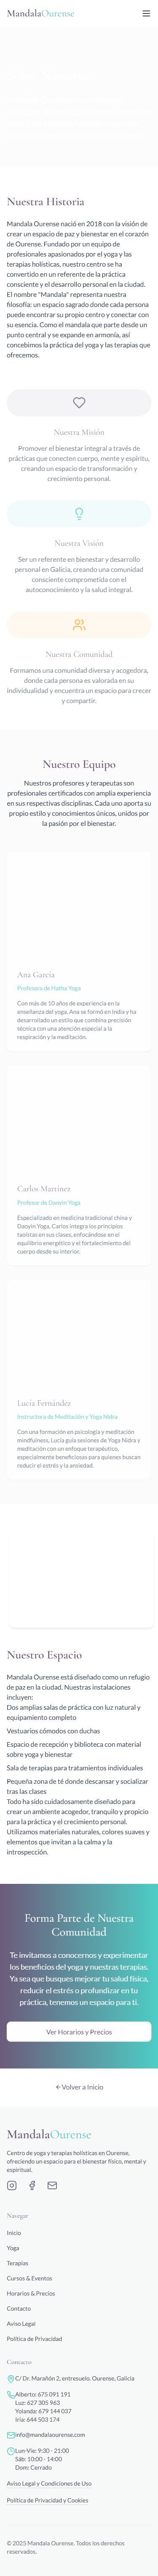 MandalaOurense
Nuestra Historia
Mandala Ourense nació en 2018 con la visión de
crear un espacio de paz y bienestar en el corazón
de Ourense. Fundado por un equipo de
profesionales apasionados por el yoga y las
terapias holísticas, nuestro centro se ha
convertido en un referente de la práctica
consciente y el desarrollo personal en la ciudad.
El nombre "Mandala" representa nuestra
filosofía: un espacio sagrado donde cada persona
puede encontrar su propio centro y conectar con
su esencia. Como el mandala que parte desde un
punto central y se expande en armonía, así
concebimos la práctica del yoga y las terapias que
ofrecemos.
Nuestra Misión
Promover el bienestar integral a través de
prácticas que conecten cuerpo, mente y espíritu,
creando un espacio de transformación y
crecimiento personal.
Nuestra Visión
Ser un referente en bienestar y desarrollo
personal en Galicia, creando una comunidad
consciente comprometida con el
autoconocimiento y la salud integral.
Nuestra Comunidad
Formamos una comunidad diversa y acogedora,
donde cada persona es valorada en su
individualidad y encuentra un espacio para crecer
y compartir.
Nuestro Equipo
Nuestros profesores y terapeutas son
profesionales certificados con amplia experiencia
en sus respectivas disciplinas. Cada uno aporta su
propio estilo y conocimientos únicos, unidos por
la pasión por el bienestar.
Ana García
Profesora de Hatha Yoga
Con más de 10 años de experiencia en la
enseñanza del yoga, Ana se formó en India y ha
desarrollado un método que combina precisión
técnica con una atención especial a la
respiración y la meditación.
Carlos Martínez
Profesor de Daoyin Yoga
Especializado en medicina tradicional china y
Daoyin Yoga, Carlos integra los principios
taoístas en sus clases, enfocándose en el
equilibrio energético y el fortalecimiento del
cuerpo desde su interior.
Lucía Fernández
Instructora de Meditación y Yoga Nidra
Con una formación en psicología y meditación
mindfulness, Lucía guía sesiones de Yoga Nidra y
meditación con un enfoque terapéutico,
especialmente beneficiosas para quienes buscan
reducir el estrés y la ansiedad.
Nuestro Espacio
Mandala Ourense está diseñado como un refugio
de paz en la ciudad. Nuestras instalaciones
incluyen:
Dos amplias salas de práctica con luz natural y
equipamiento completo
Vestuarios cómodos con duchas
Espacio de recepción y biblioteca con material
sobre yoga y bienestar
Sala de terapias para tratamientos individuales
Pequeña zona de té donde descansar y socializar
tras las clases
Todo ha sido cuidadosamente diseñado para
crear un ambiente acogedor, tranquilo y propicio
para la práctica y el crecimiento personal.
Utilizamos materiales naturales, colores suaves y
elementos que invitan a la calma y la
introspección.
Forma Parte de Nuestra
Comunidad
Te invitamos a conocernos y experimentar
los beneficios del yoga y nuestras terapias.
Ya sea que busques mejorar tu salud física,
reducir el estrés o profundizar en tu
práctica, tenemos un espacio para ti.
Ver Horarios y Precios
← Volver a Inicio
MandalaOurense
Centro de yoga y terapias holísticas en Ourense,
ofreciendo un espacio para el bienestar físico, mental y
espiritual.
Navegar
Inicio
Yoga
Terapias
Cursos & Eventos
Horarios & Precios
Contacto
Aviso Legal
Política de Privacidad
Contacto
C/ Dr. Marañón 2, entresuelo. Ourense, Galicia
Alberto: 675 091 191
Luz: 627 305 963
Yolanda: 679 144 037
Iria: 644 503 174
info@mandalaourense.com
Lun-Vie: 9:30 - 21:00
Sáb: 10:00 - 14:00
Dom: Cerrado
Aviso Legal y Condiciones de Uso
Política de Privacidad y Cookies
© 2025 Mandala Ourense. Todos los derechos
reservados.